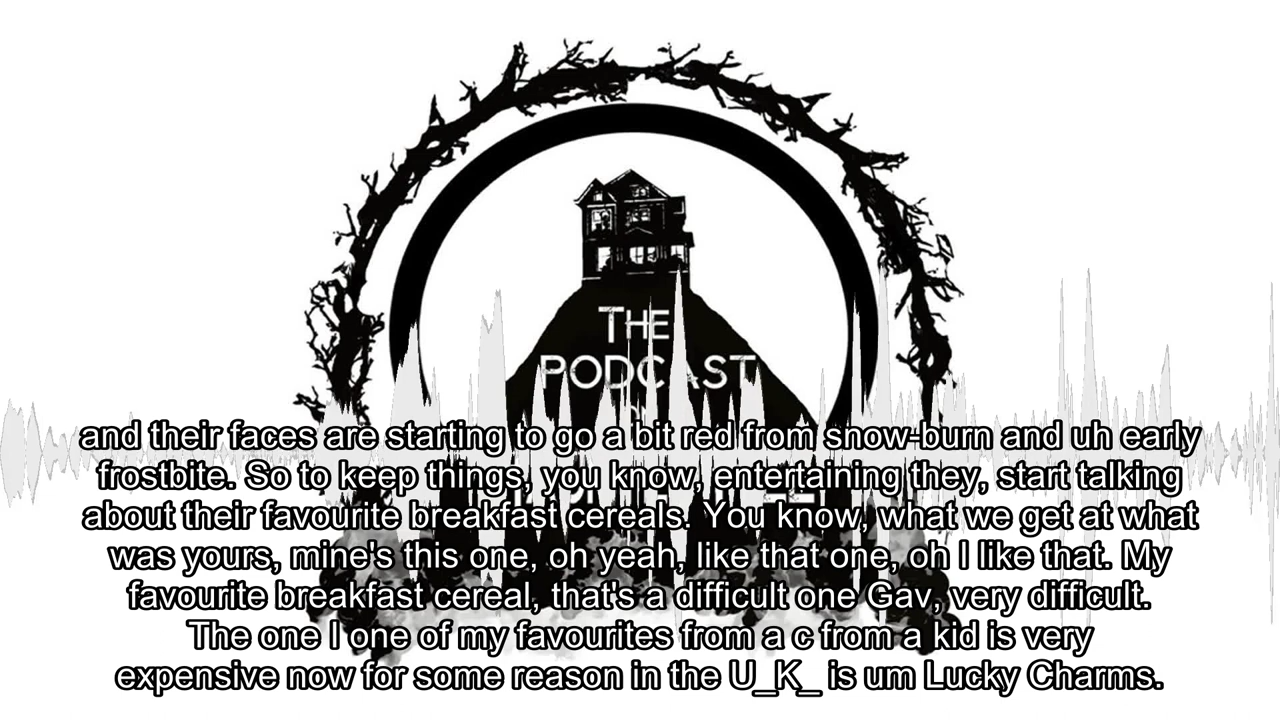 THE
PODCAST
and their faces are starting to go a bit red from snow-burn and uh early
frostbite. So to keep things, you know, entertaining they, start talking
about their favourite breakfast cereals. You know, what we get at what
was yours, mine's this one, oh yeah, like that one, oh I like that. My
favourite breakfast cereal, that's a difficult one Gav, very difficult.
The one I one of my favourites from a c from a kid is very
expensive now for some reason in the U_K_ is um Lucky Charms.